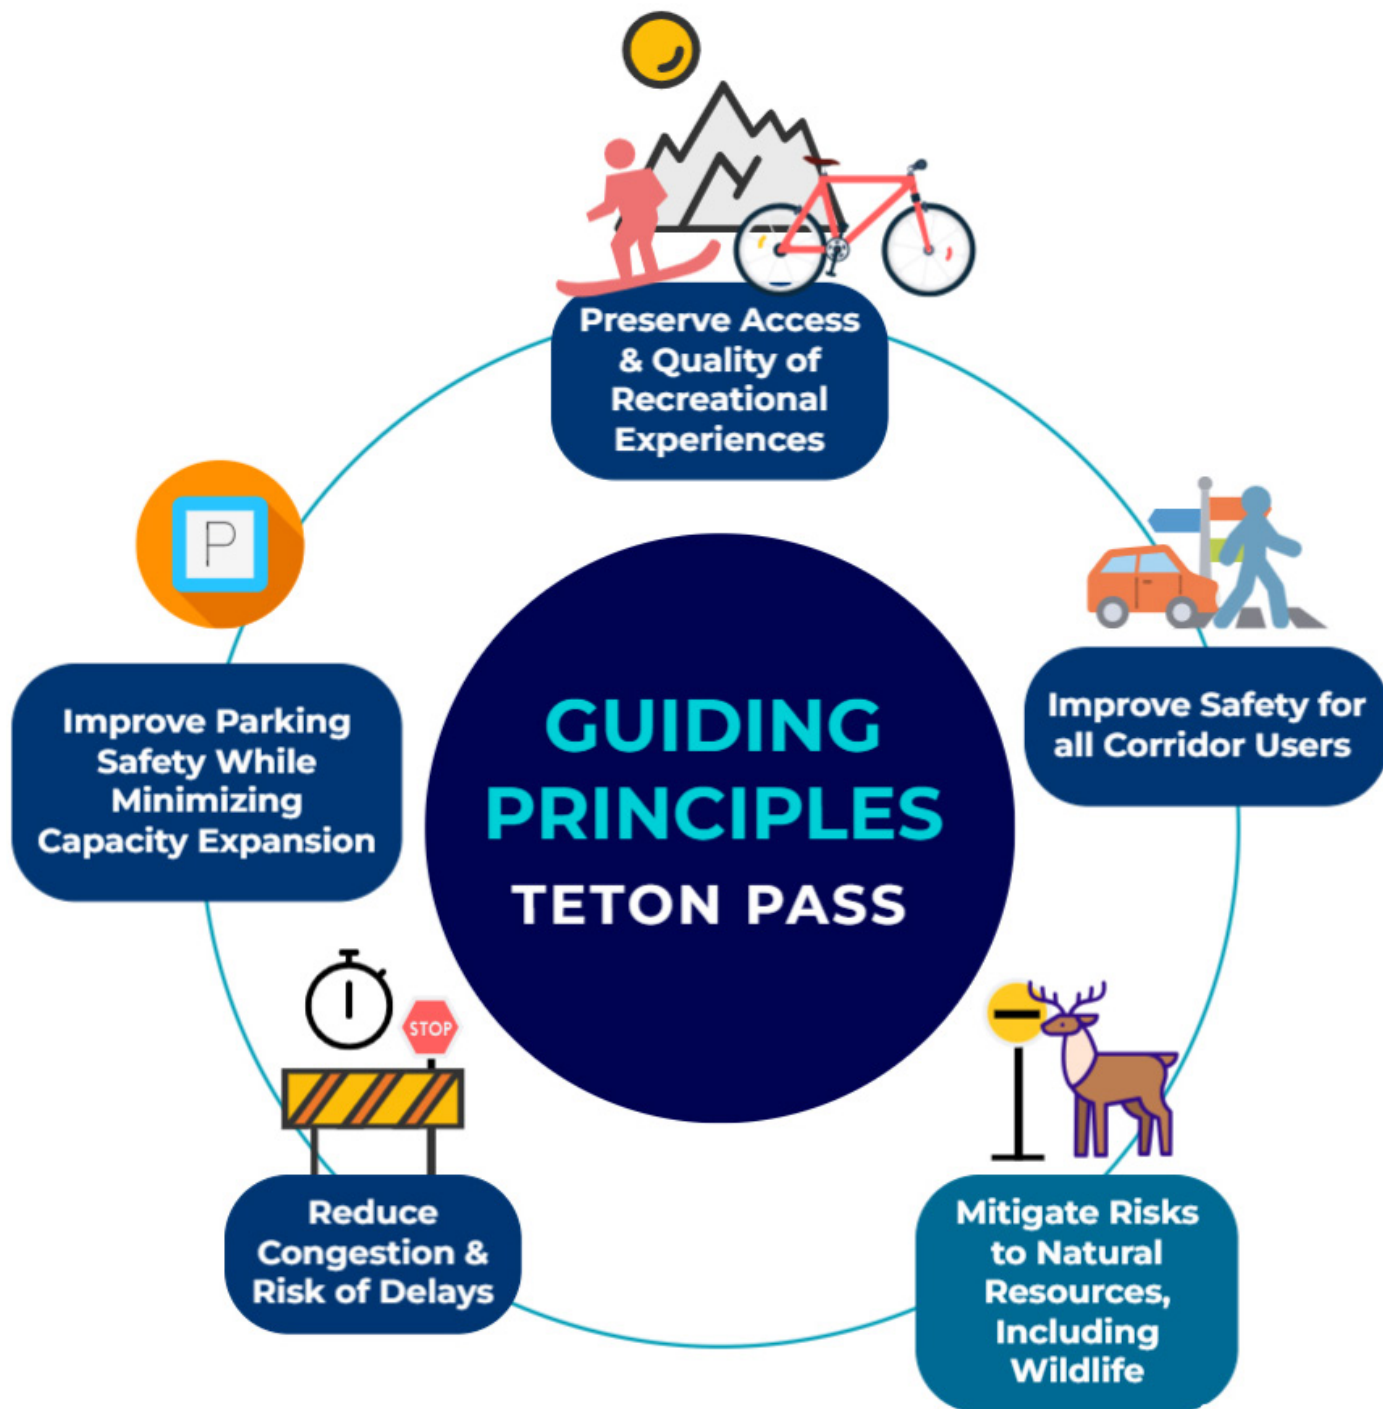 Preserve Access
& Quality of
Recreational
Experiences
P
Improve Safety for
all Corridor Users
Improve Parking
Safety While
Minimizing
Capacity Expansion
GUIDING
PRINCIPLES
TETON PASS
STOP
Reduce
Congestion &
Risk of Delays
Mitigate Risks
to Natural
Resources,
Including
Wildlife